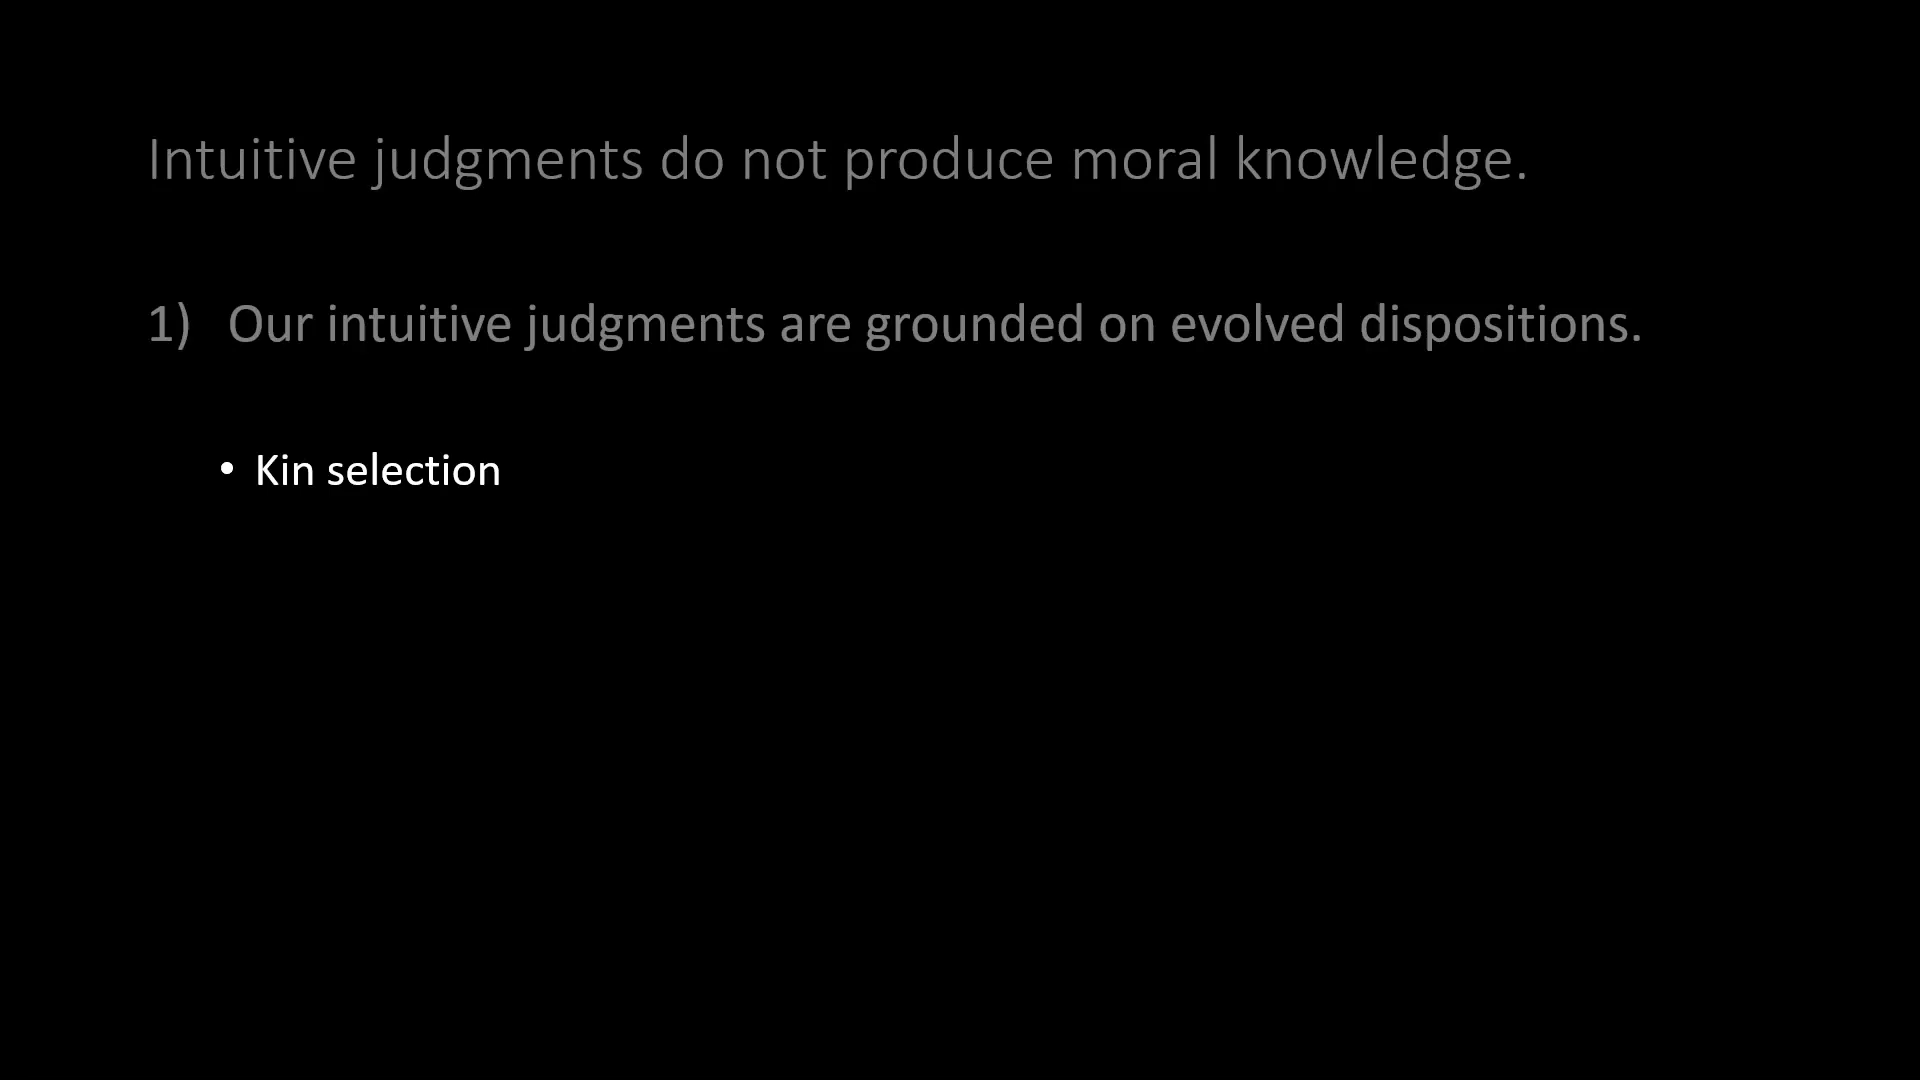 Intuitive judgments do not produce moral knowledge.
1) Our intuitive judgments are grounded on evolved dispositions.
• Kin selection